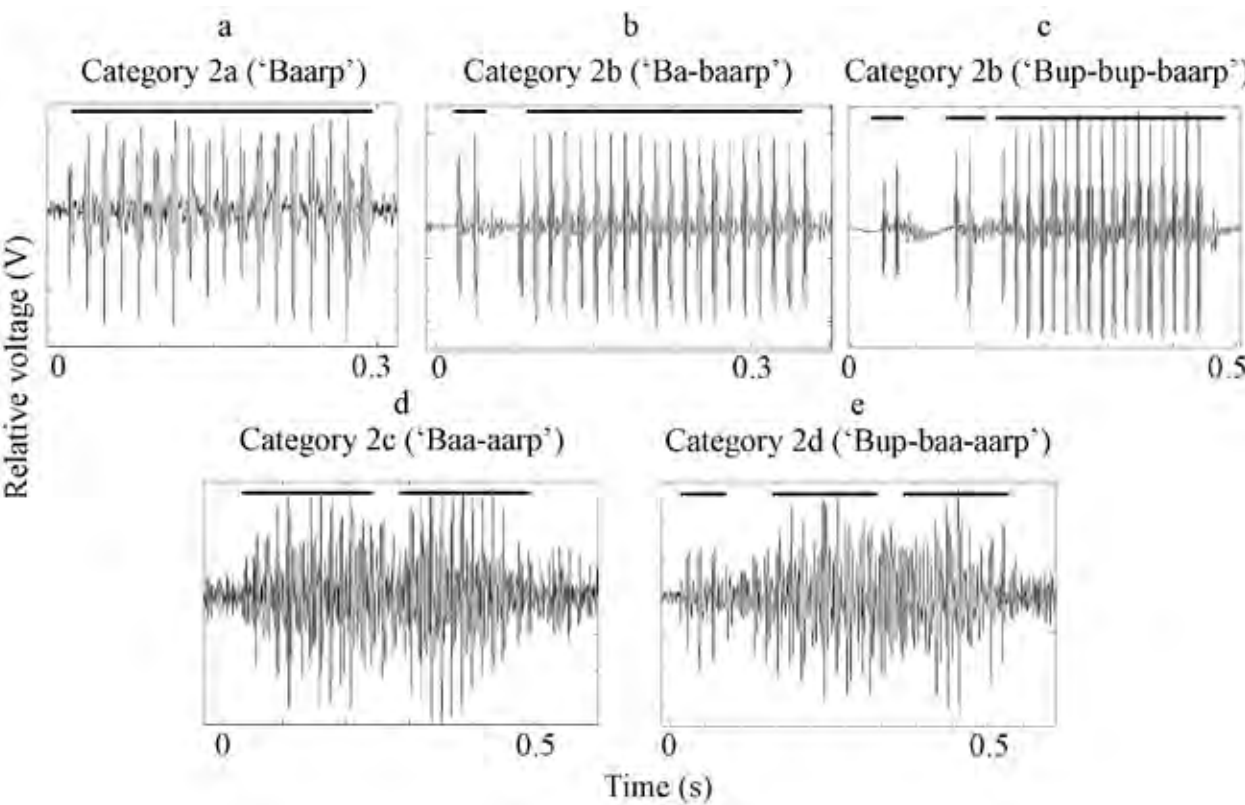 a
Category 2a (‘Baarp’)
b
Category 2b (‘Ba-baarp’)
c
Category 2b (‘Bup-bup-baarp’)
Relative voltage (V)
0 0.3
0 0.3
0 0.5
d
Category 2c (‘Baa-aarp’)
e
Category 2d (‘Bup-baa-aarp’)
0 0.5
0 0.5
Time (s)